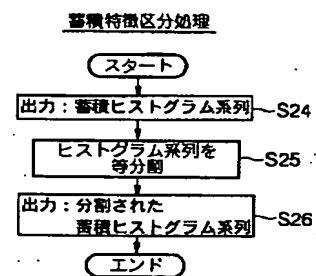 蓄積特徴区分処理
スタート
出力：蓄積ヒストグラム系列
S24
ヒストグラム系列を
等分割
S25
出力：分割された
蓄積ヒストグラム系列
S26
エンド